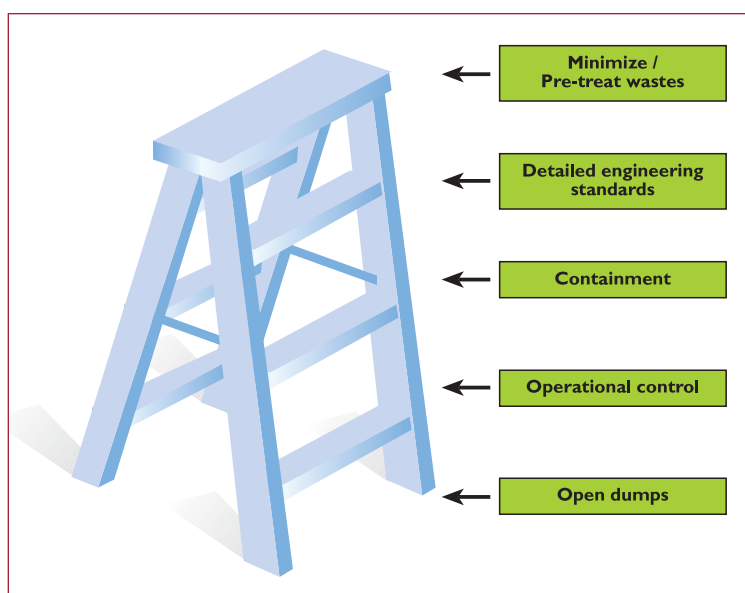 Minimize /
Pre-treat wastes
Detailed engineering
standards
Containment
Operational control
Open dumps